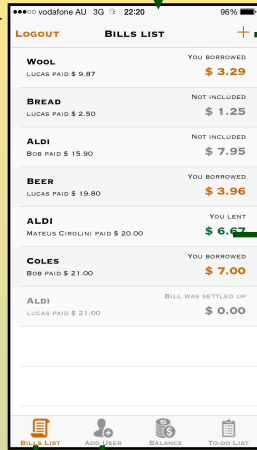 vodafone AU 3G 22:20 96%
LOGOUT BILLS LIST +
WOOL YOU BORROWED
LUCAS PAID $ 9.87 $ 3.29
BREAD NOT INCLUDED
LUCAS PAID $ 2.50 $ 1.25
ALDI NOT INCLUDED
BOB PAID $ 15.90 $ 7.95
BEER YOU BORROWED
LUCAS PAID $ 19.80 $ 3.96
ALDI YOU LENT
MATEUS CIROLINI PAID $ 20.00 $ 6.67
COLES YOU BORROWED
BOB PAID $ 21.00 $ 7.00
ALDI BILL WAS SETTLED UP
LUCAS PAID $ 21.00 $ 0.00
BILLS LIST ADD USER BALANCE TO-DO LIST